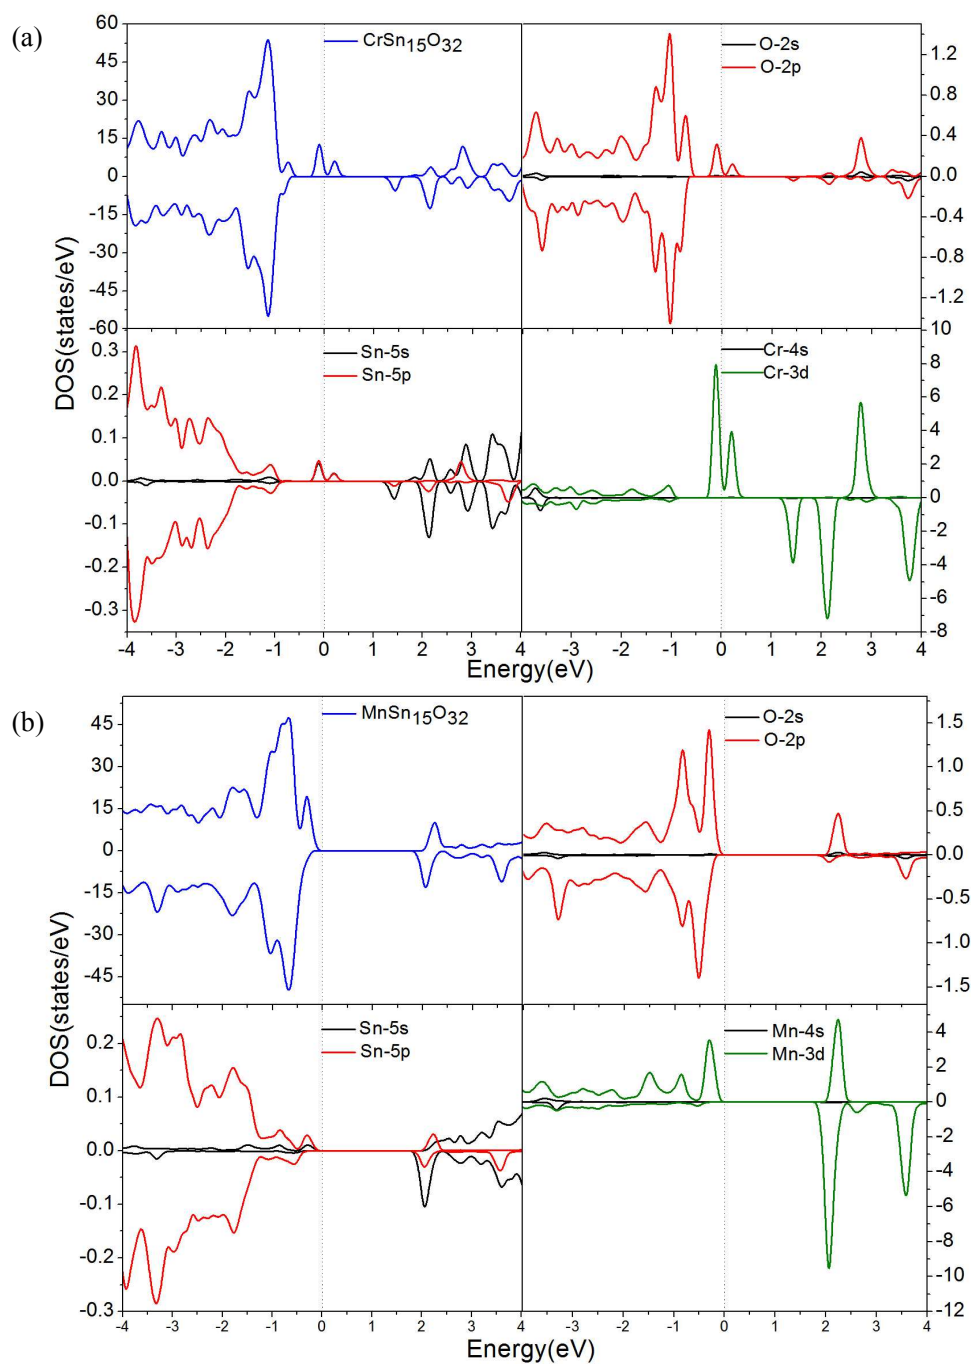 (a)
60
45
30
15
0
-15
-30
-45
-60
CrSn15O32
O-2s
O-2p
1.2
0.8
0.4
0.0
-0.4
-0.8
-1.2
DOS(states/eV)
0.3
0.2
0.1
0.0
-0.1
-0.2
-0.3
Sn-5s
Sn-5p
Cr-4s
Cr-3d
10
8
6
4
2
0
-2
-4
-6
-8
-4 -3 -2 -1 0 1 2 3 4 -3 -2 -1 0 1 2 3 4
Energy(eV)
(b)
45
30
15
0
-15
-30
-45
MnSn15O32
O-2s
O-2p
1.5
1.0
0.5
0.0
-0.5
-1.0
-1.5
DOS(states/eV)
0.2
0.1
0.0
-0.1
-0.2
-0.3
Sn-5s
Sn-5p
Mn-4s
Mn-3d
4
2
0
-2
-4
-6
-8
-10
-12
-4 -3 -2 -1 0 1 2 3 4 -3 -2 -1 0 1 2 3 4
Energy(eV)